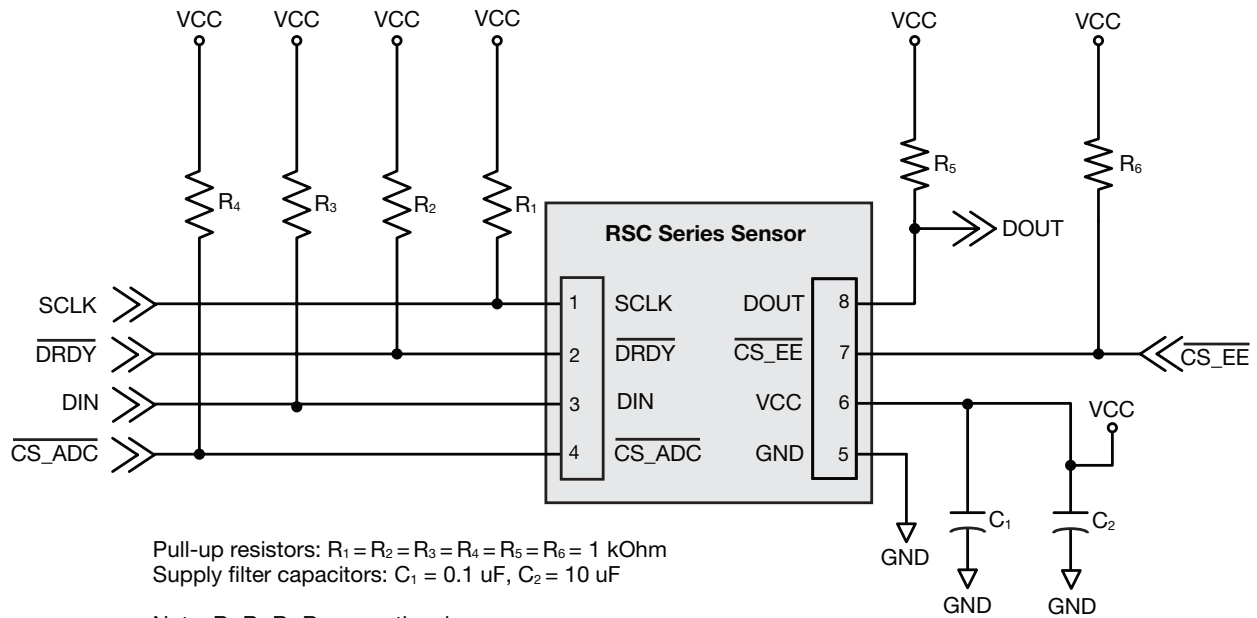 VCC VCC VCC VCC VCC VCC
R4 R3 R2 R1 R5 R6
RSC Series Sensor
DOUT
SCLK 1 SCLK DOUT 8
DRDY 2 DRDY CS_EE 7 CS_EE
DIN 3 DIN VCC 6 VCC
CS_ADC 4 CS_ADC GND 5
C1 C2
GND
GND GND
Pull-up resistors: R1 = R2 = R3 = R4 = R5 = R6 = 1 kOhm
Supply filter capacitors: C1 = 0.1 uF, C2 = 10 uF